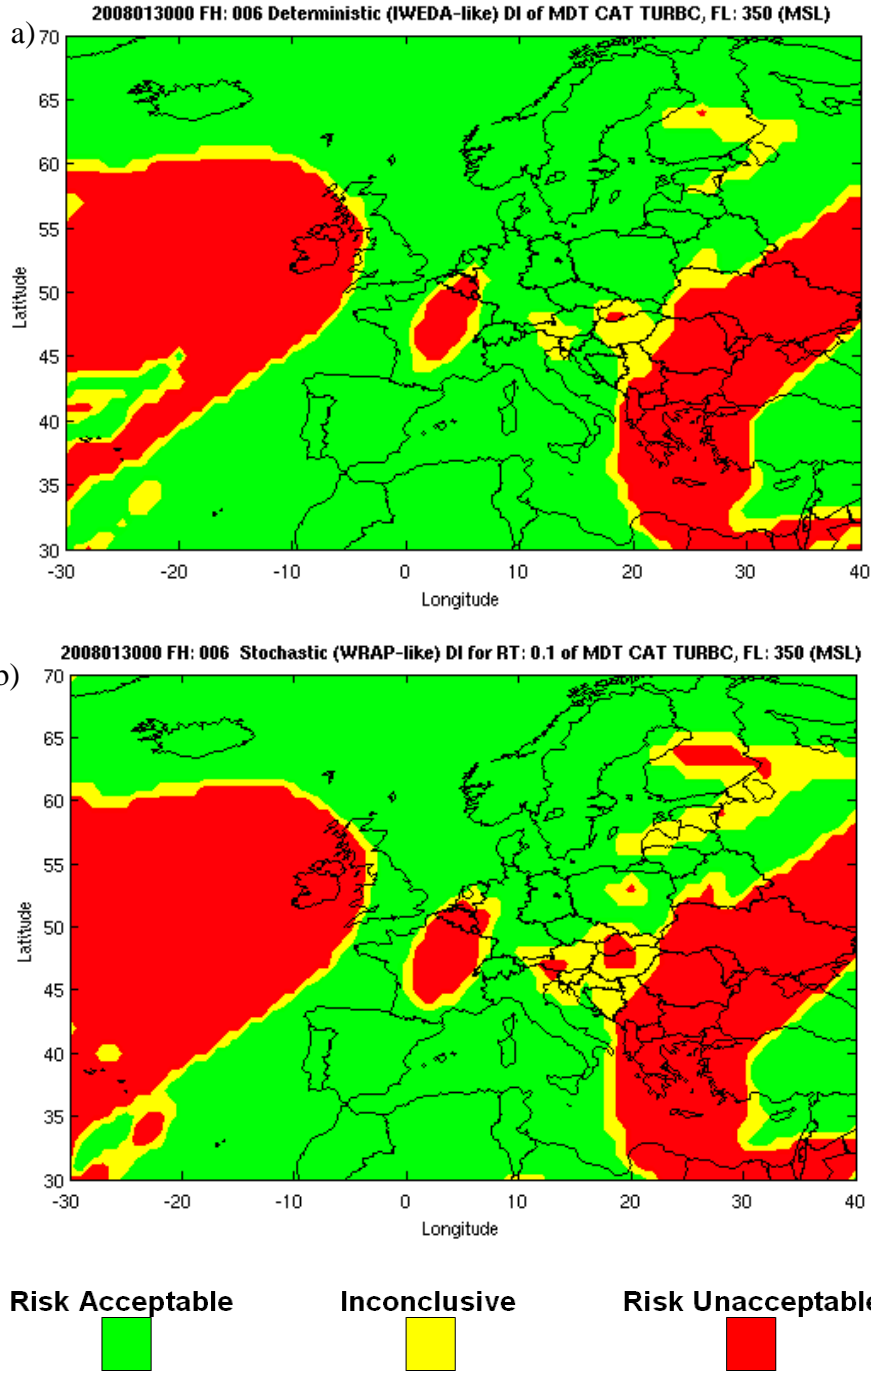 a)
2008013000 FH: 006 Deterministic (IWEDA-like) DI of MDT CAT TURBC, FL: 350 (MSL)
70
65
60
55
50
45
40
35
30
Latitude
-30 -20 -10 0 10 20 30 40
Longitude
b)
2008013000 FH: 006 Stochastic (WRAP-like) DI for RT: 0.1 of MDT CAT TURBC, FL: 350 (MSL)
70
65
60
55
50
45
40
35
30
Latitude
-30 -20 -10 0 10 20 30 40
Longitude
Risk Acceptable Inconclusive Risk Unacceptable